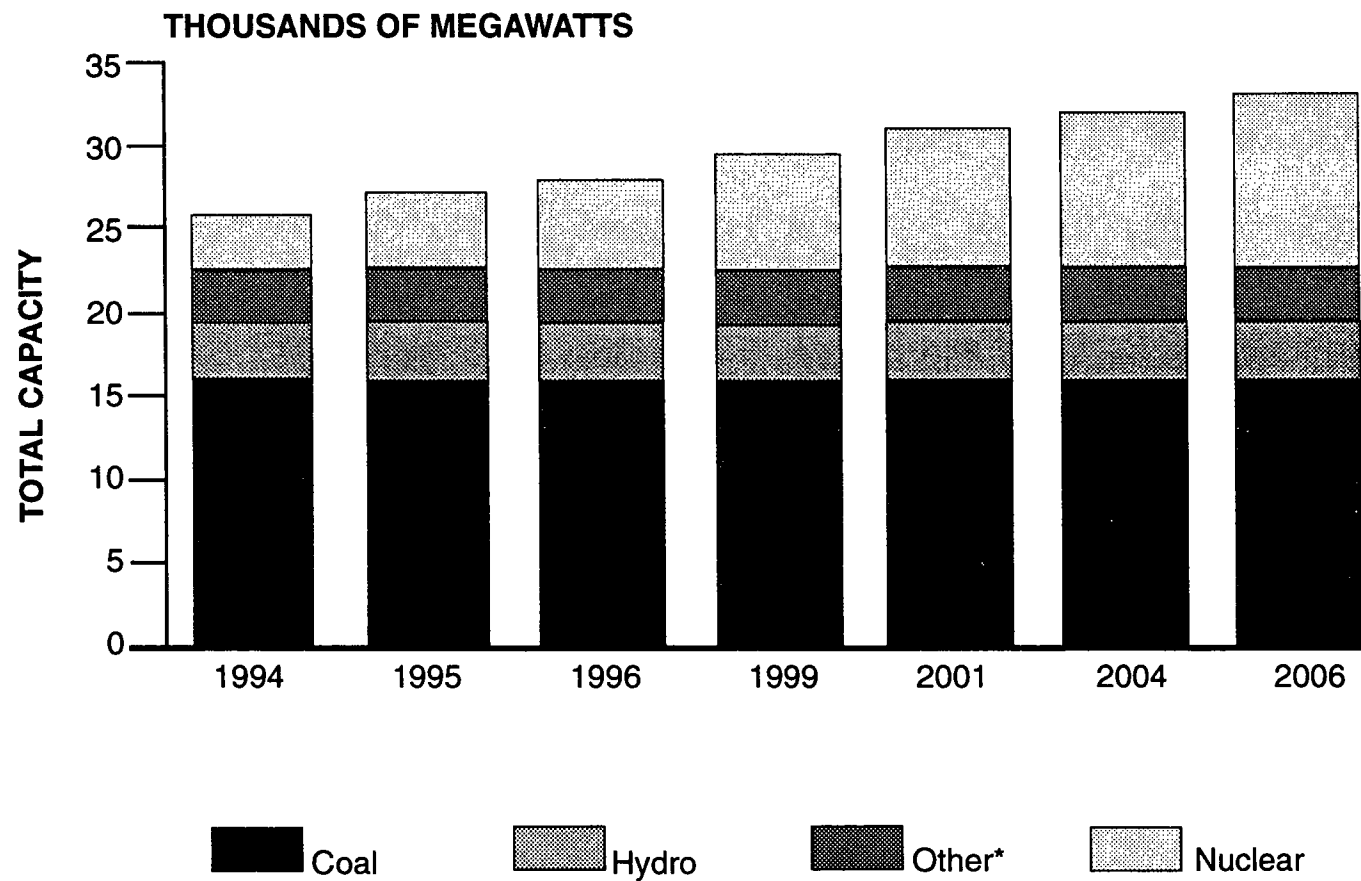 THOUSANDS OF MEGAWATTS
35
30
25
20
15
10
5
0
TOTAL CAPACITY
1994 1995 1996 1999 2001 2004 2006
Coal Hydro Other* Nuclear